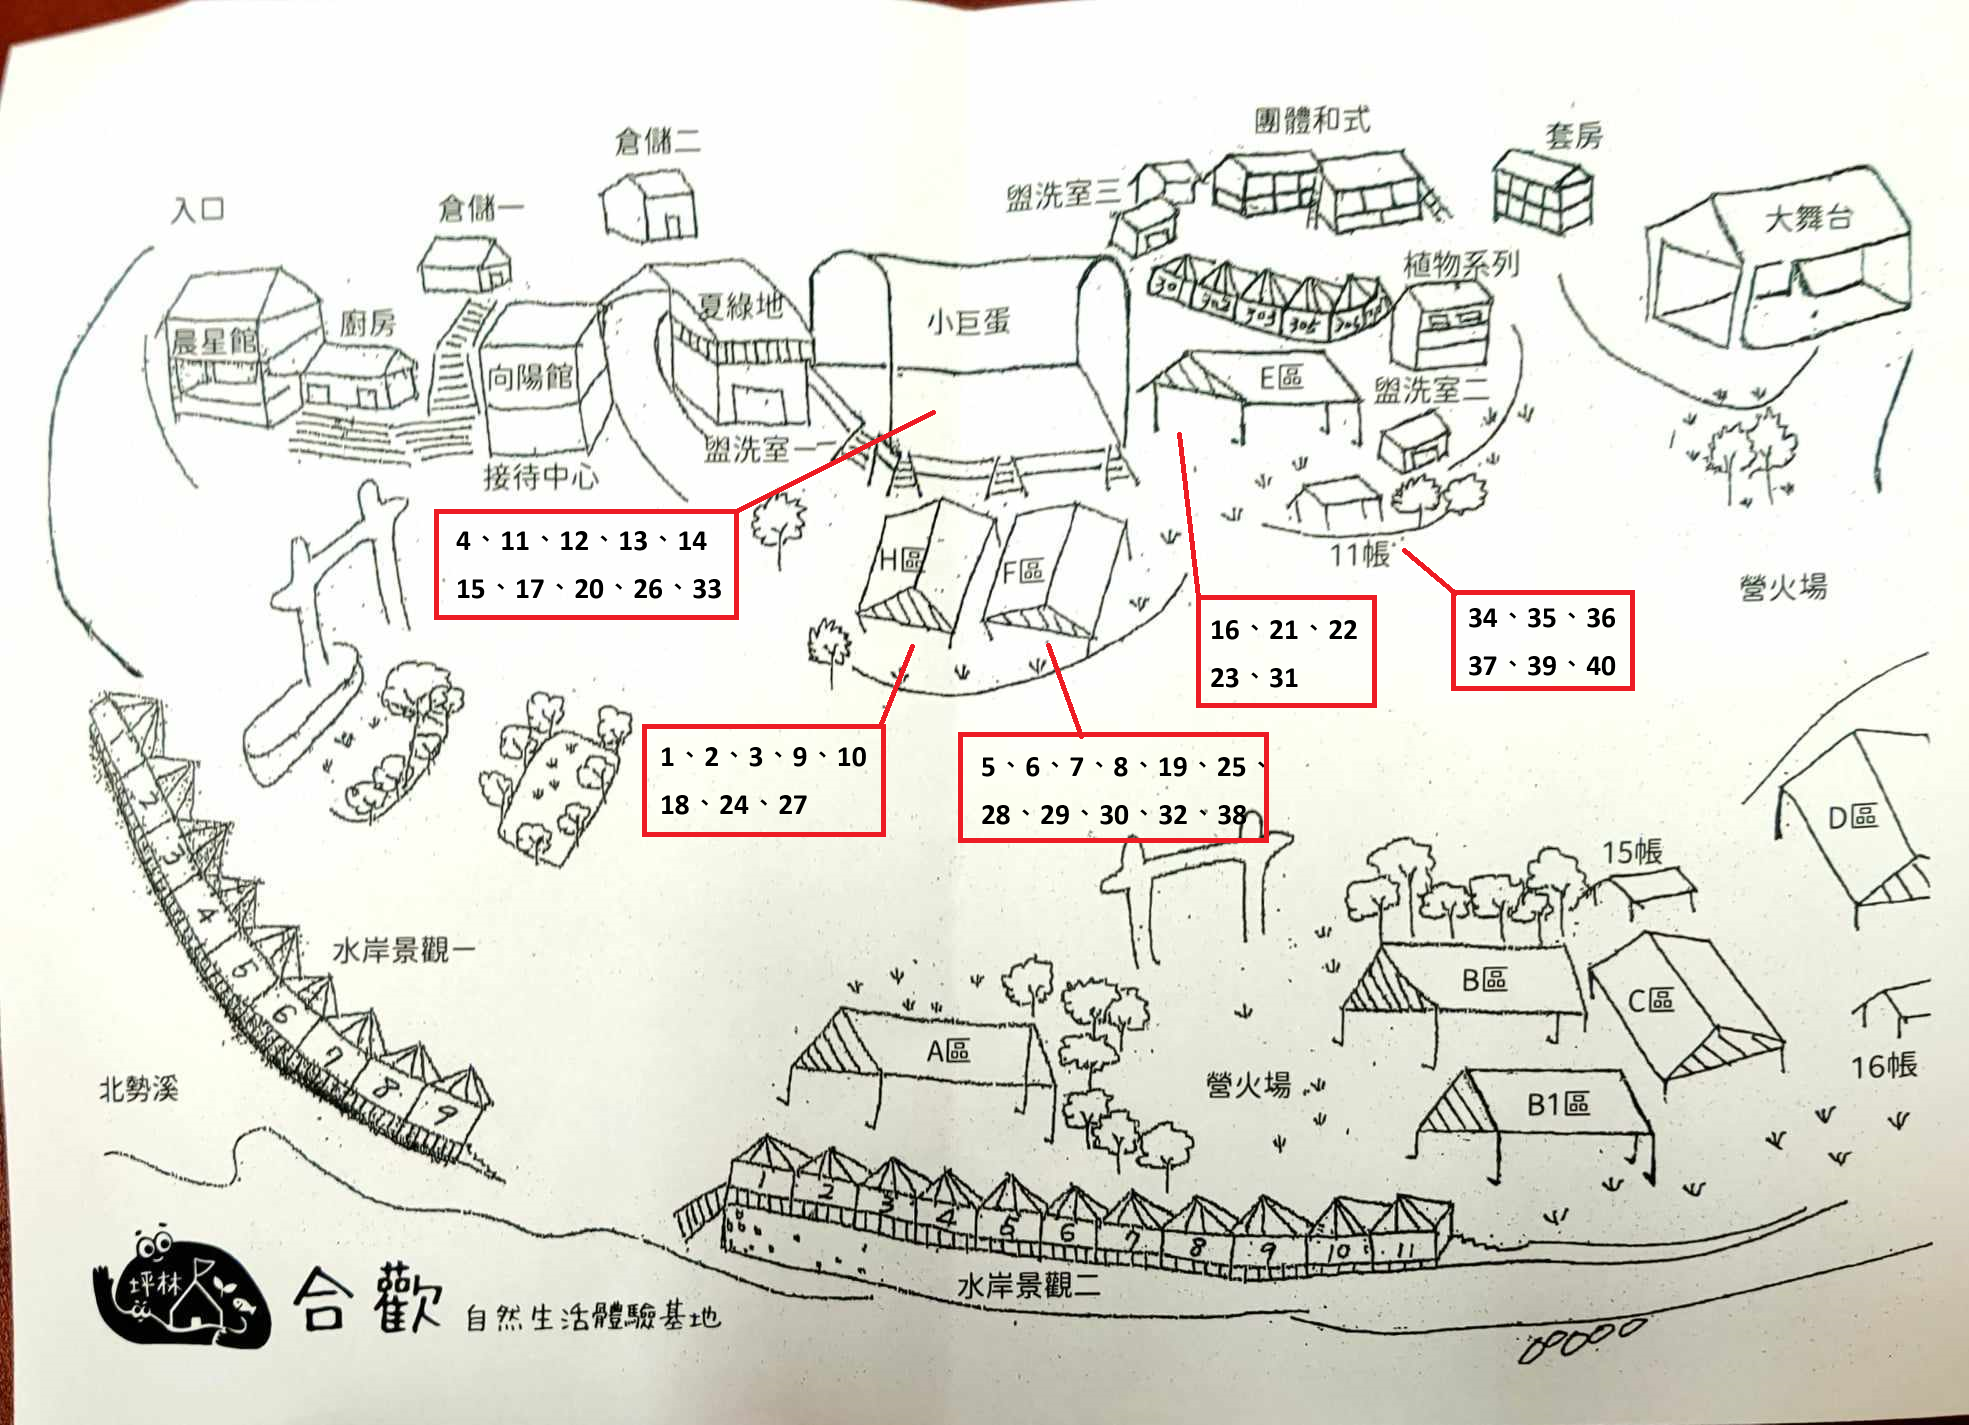 團體和式
套房
倉儲二
盥洗室三
入口
倉儲一
大舞台
植物系列
301
303
305
夏綠地
小巨蛋
廚房
晨星館
向陽館
E區
盥洗室二
盥洗室一
接待中心
4、11、12、13、14
15、17、20、26、33
H區
F區
11帳
營火場
16、21、22
23、31
34、35、36
37、39、40
1、2、3、9、10
18、24、27
5、6、7、8、19、25、
28、29、30、32、38
D區
15帳
2
3
4
5
6
7
8
9
水岸景觀一
B區
C區
A區
營火場
16帳
B1區
北勢溪
1 2 3 4 5 6 7 8 9 10 11
水岸景觀二
坪林
合歡 自然生活體驗基地